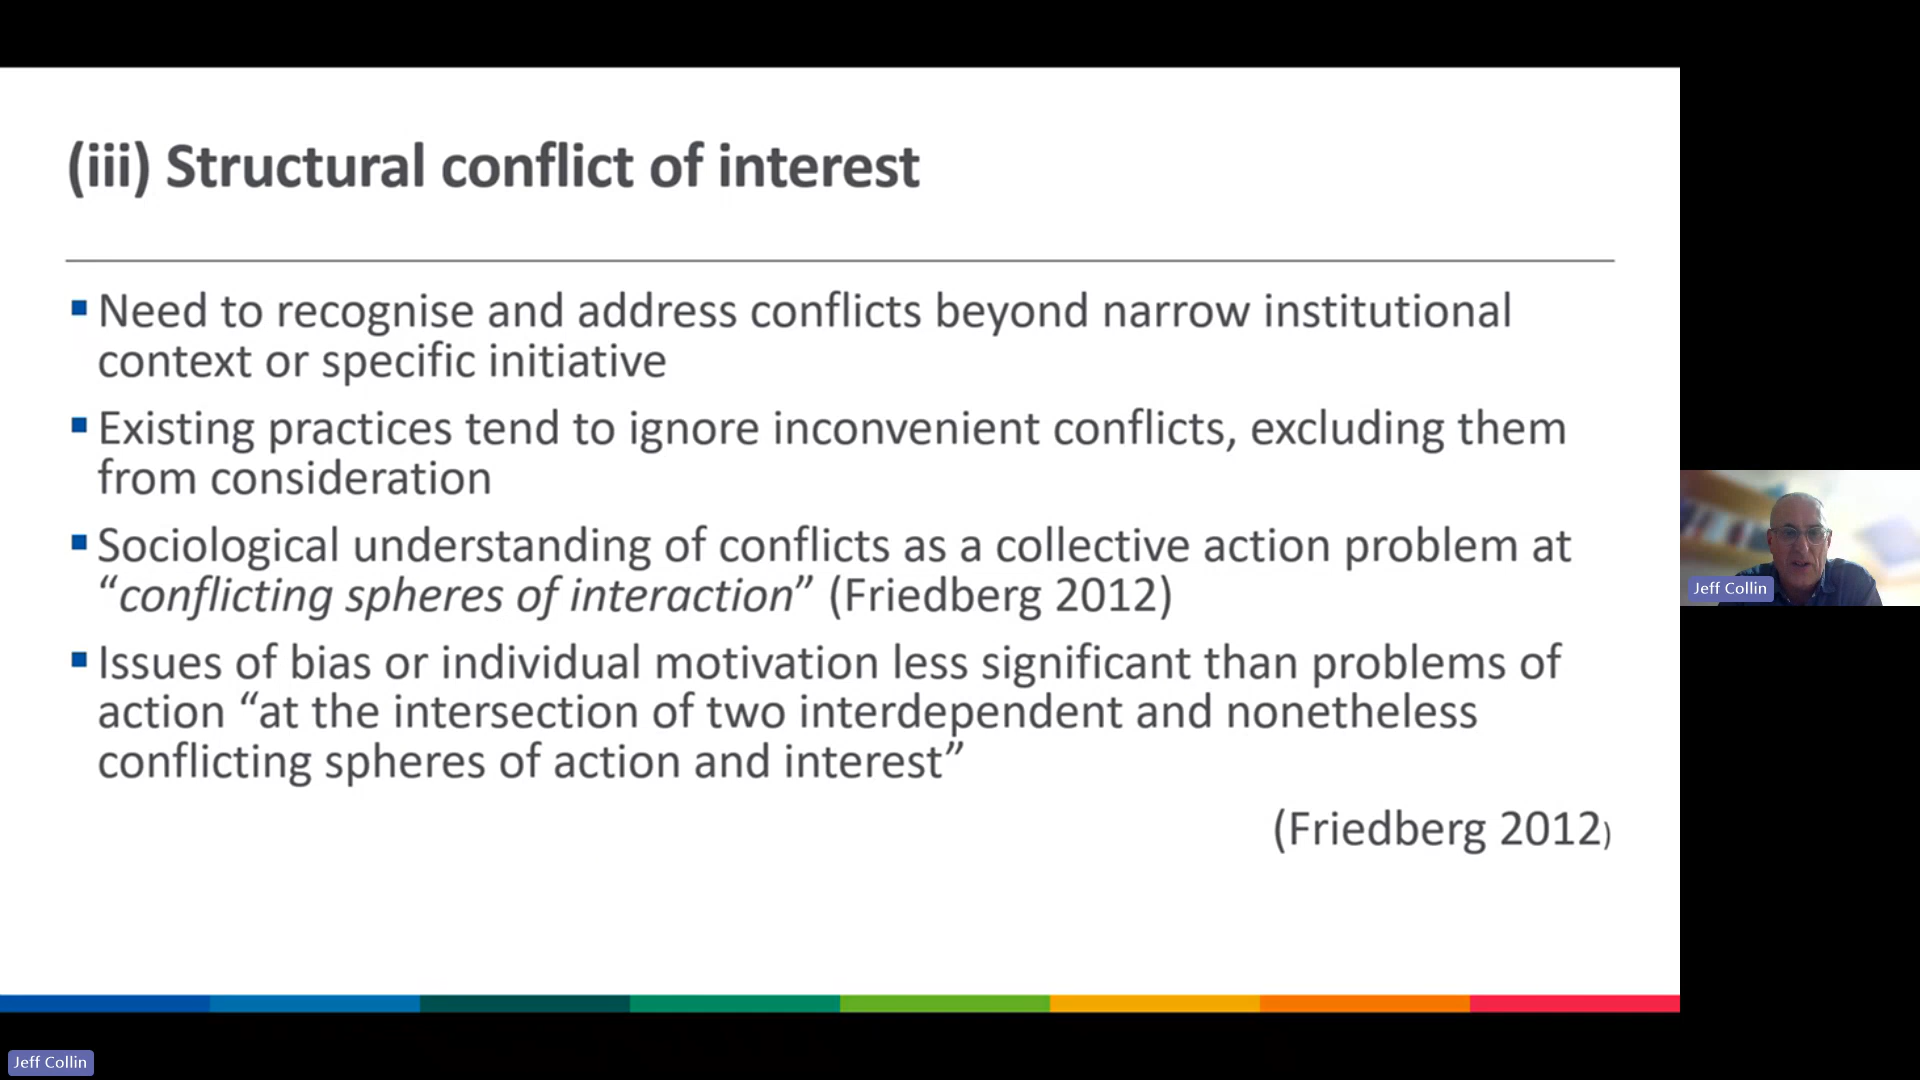 (iii) Structural conflict of interest
▪ Need to recognise and address conflicts beyond narrow institutional
context or specific initiative
▪ Existing practices tend to ignore inconvenient conflicts, excluding them
from consideration
▪ Sociological understanding of conflicts as a collective action problem at
“conflicting spheres of interaction” (Friedberg 2012)
▪ Issues of bias or individual motivation less significant than problems of
action “at the intersection of two interdependent and nonetheless
conflicting spheres of action and interest”
(Friedberg 2012)
Jeff Collin
Jeff Collin